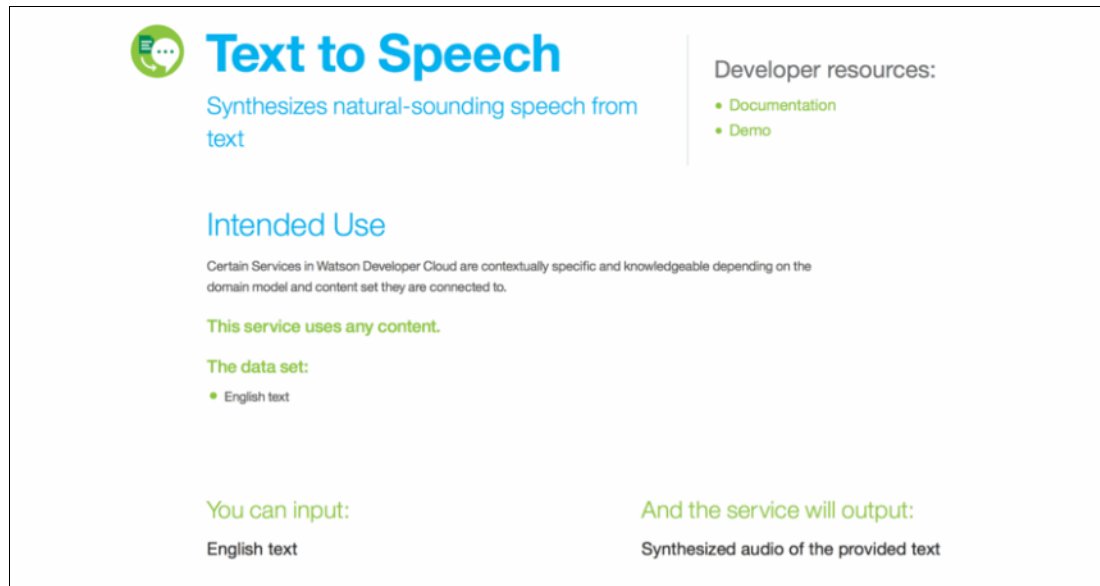 Text to Speech
Synthesizes natural-sounding speech from
text
Developer resources:
Documentation
Demo
Intended Use
Certain Services in Watson Developer Cloud are contextually specific and knowledgeable depending on the
domain model and content set they are connected to.
This service uses any content.
The data set:
English text
You can input:
English text
And the service will output:
Synthesized audio of the provided text